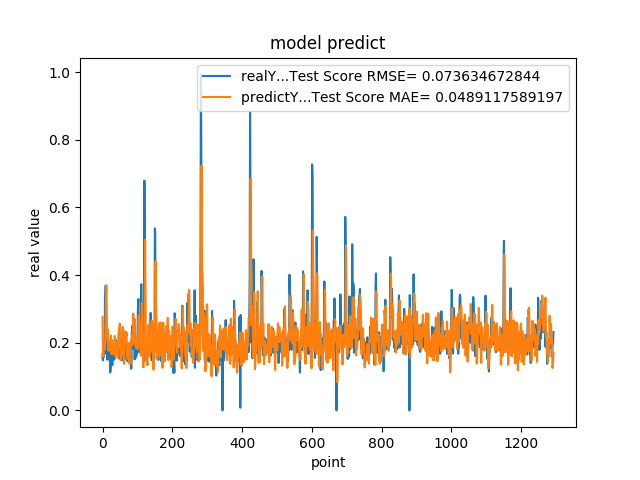 model predict
realY...Test Score RMSE= 0.073634672844
predictY...Test Score MAE= 0.0489117589197
1.0
0.8
0.6
0.4
0.2
0.0
real value
0 200 400 600 800 1000 1200
point